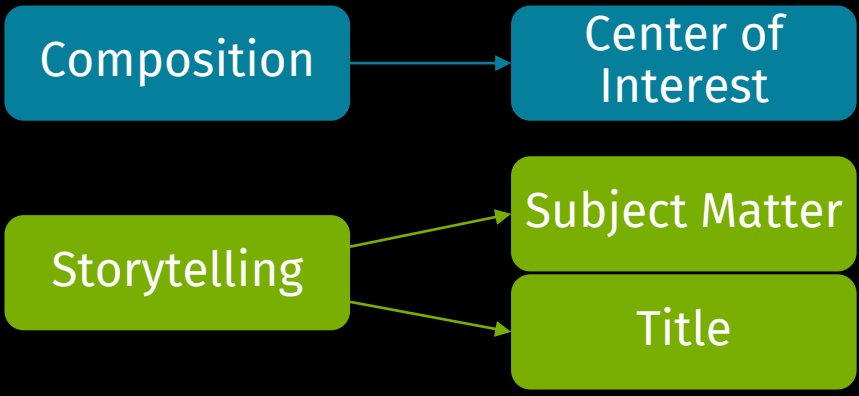 Composition
Center of
Interest
Storytelling
Subject Matter
Title